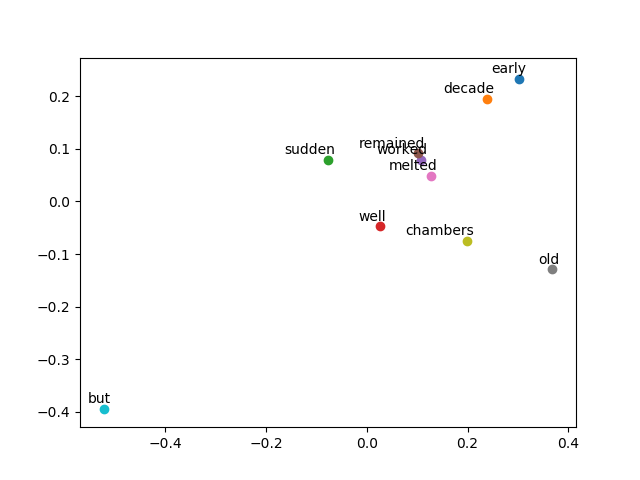 early
decade
0.2
remained
sudden
worked
0.1
melted
0.0
well
chambers
−0.1
old
−0.2
−0.3
but
−0.4
−0.4 −0.2 0.0 0.2 0.4